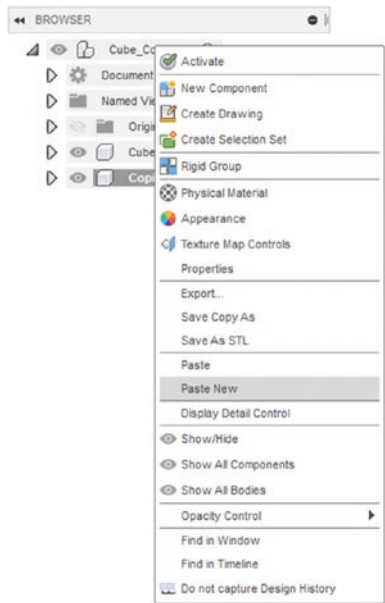 BROWSER
Cube_Co
Document
Named Vie
Origi
Cube
Copi
Activate
New Component
Create Drawing
Create Selection Set
Rigid Group
Physical Material
Appearance
Texture Map Controls
Properties
Export...
Save Copy As
Save As STL
Paste
Paste New
Display Detail Control
Show/Hide
Show All Components
Show All Bodies
Opacity Control
Find in Window
Find in Timeline
Do not capture Design History